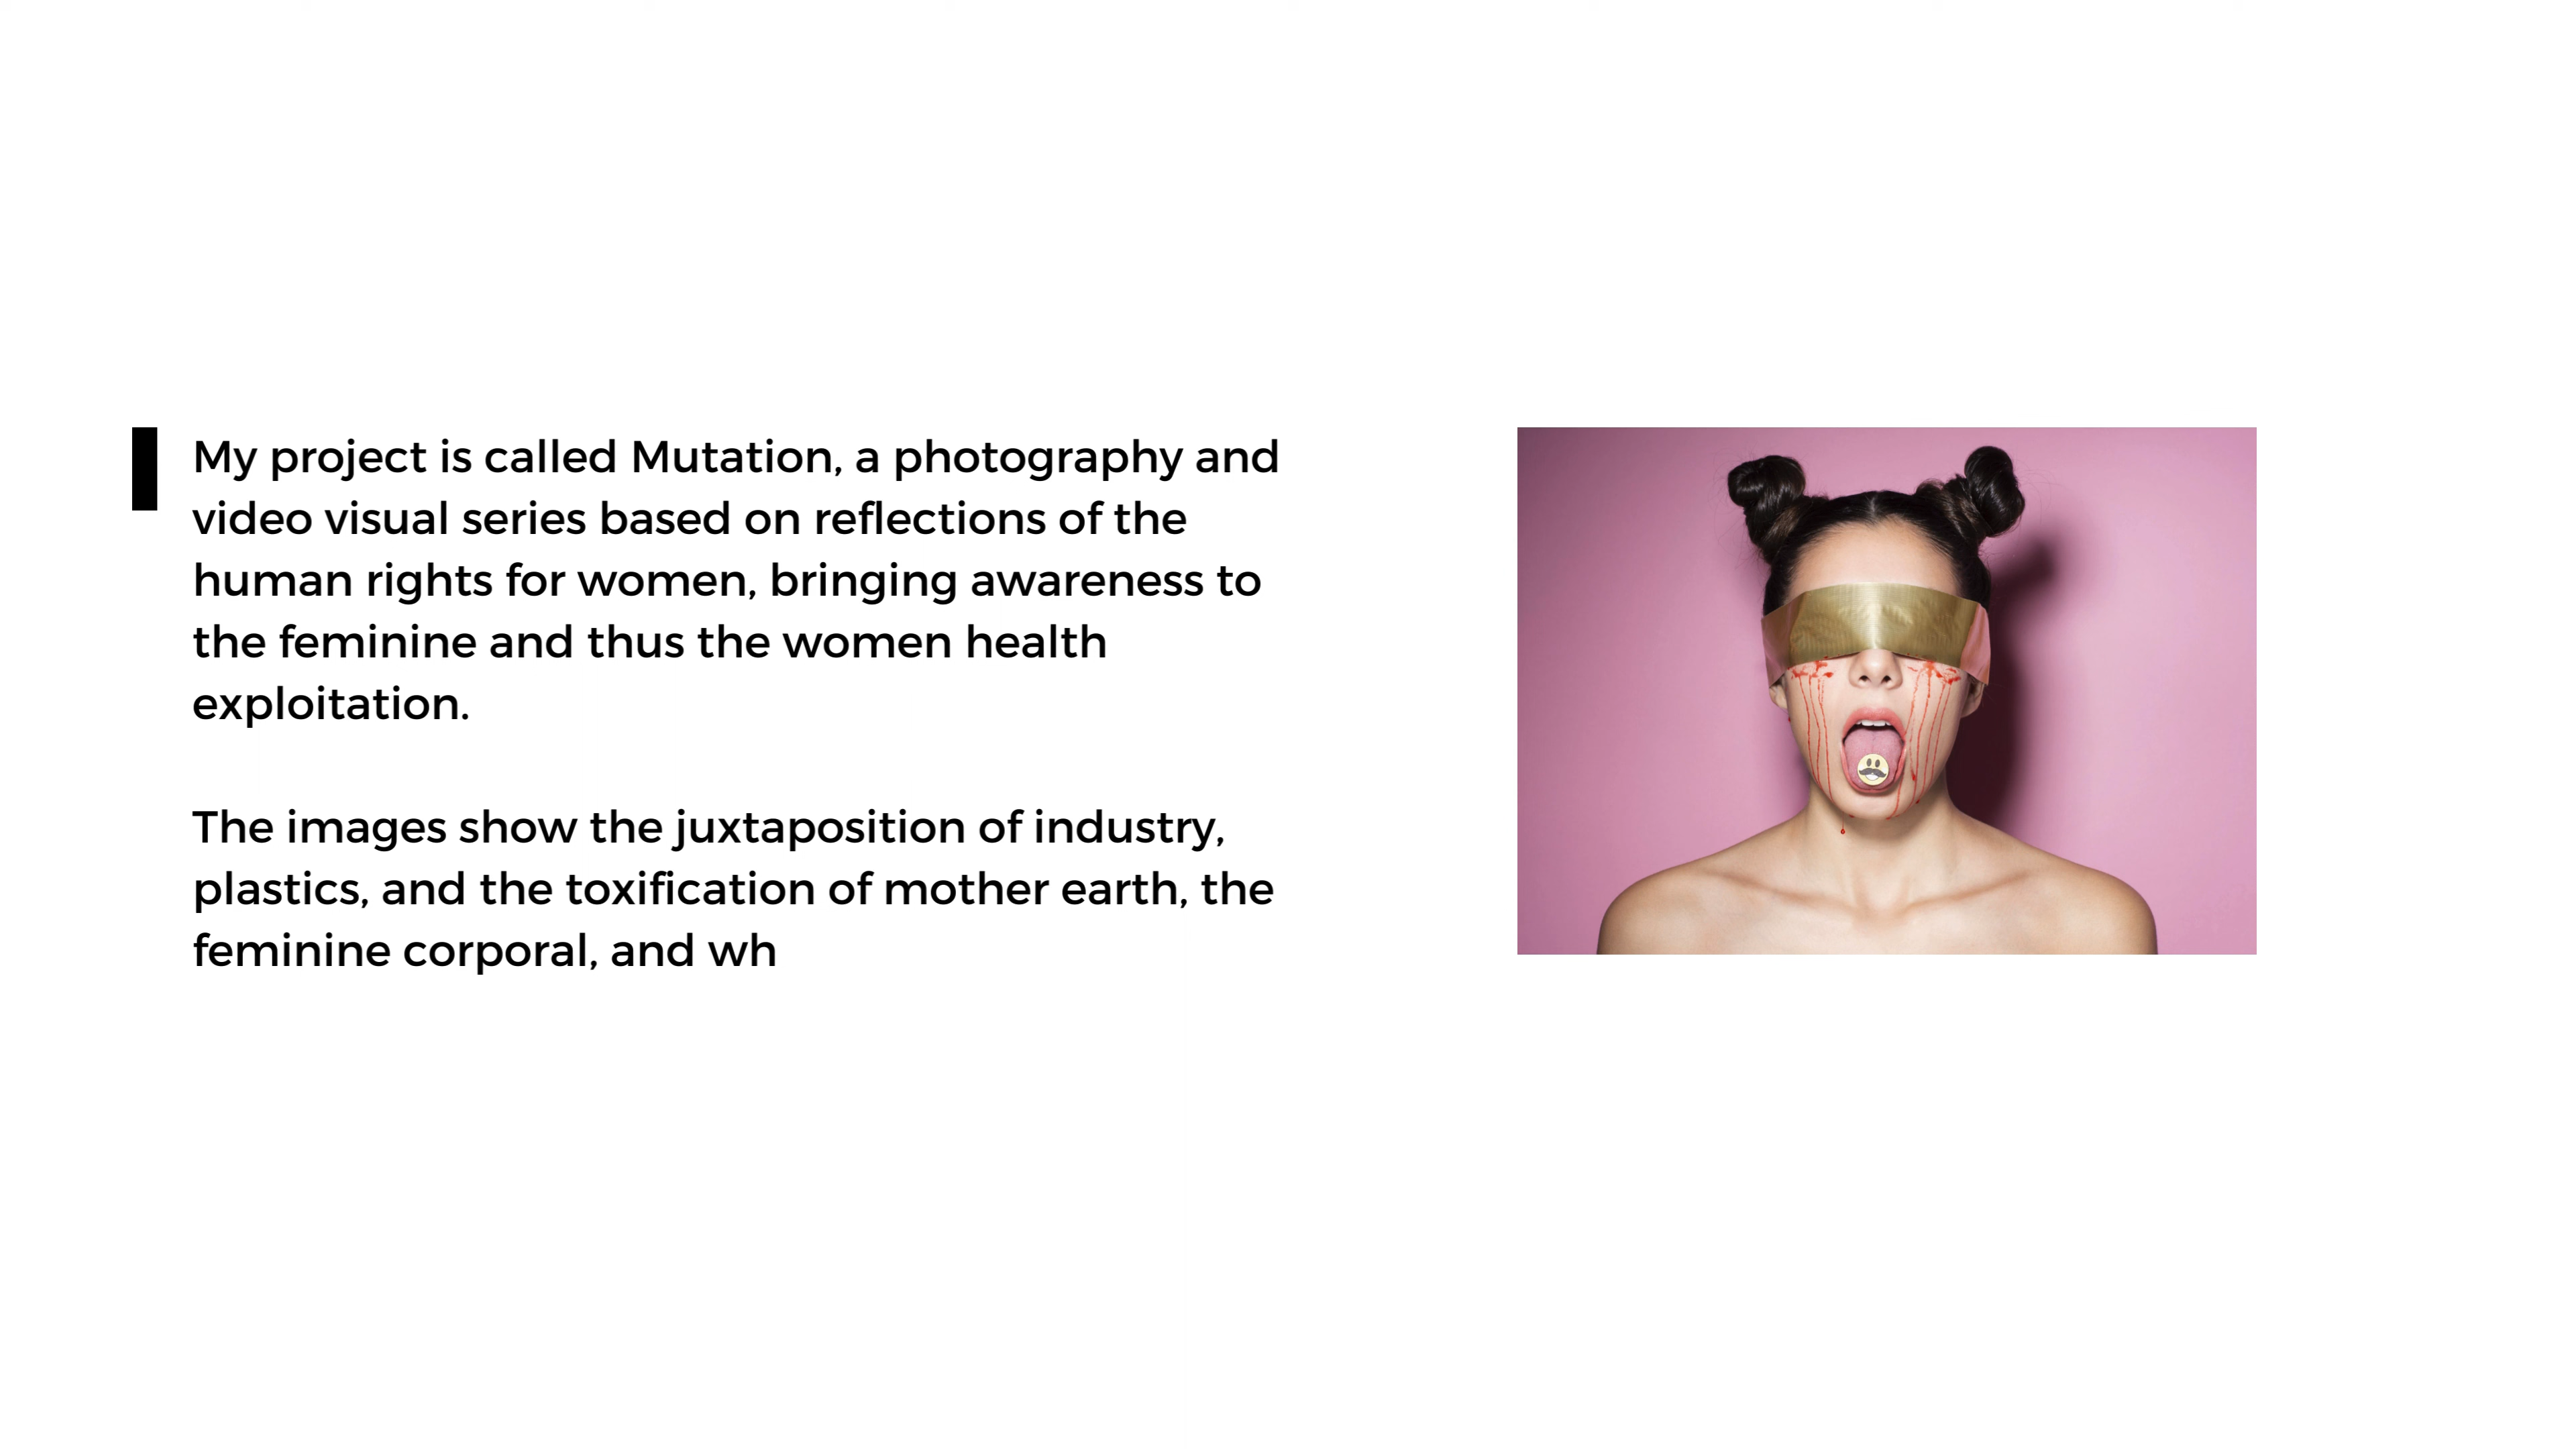 My project is called Mutation, a photography and
video visual series based on reflections of the
human rights for women, bringing awareness to
the feminine and thus the women health
exploitation.
The images show the juxtaposition of industry,
plastics, and the toxification of mother earth, the
feminine corporal, and wh